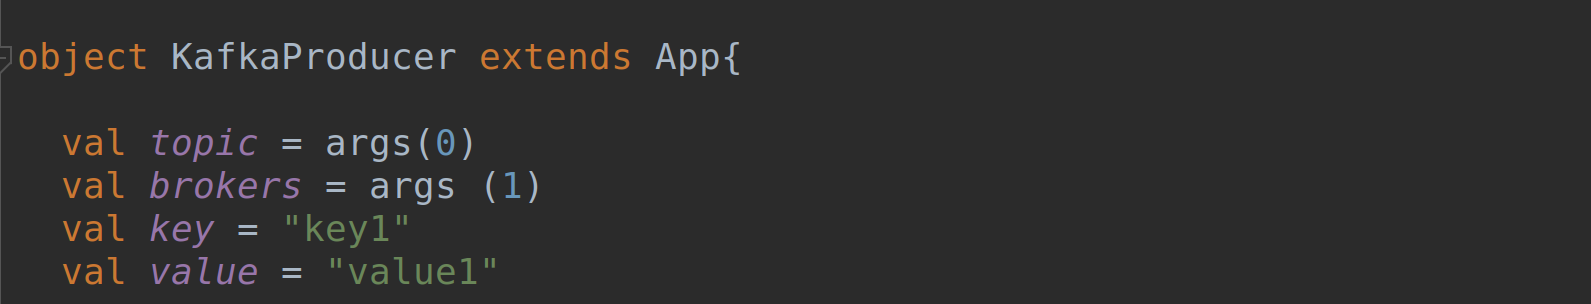 object KafkaProducer extends App{
val topic = args(0)
val brokers = args (1)
val key = "key1"
val value = "value1"